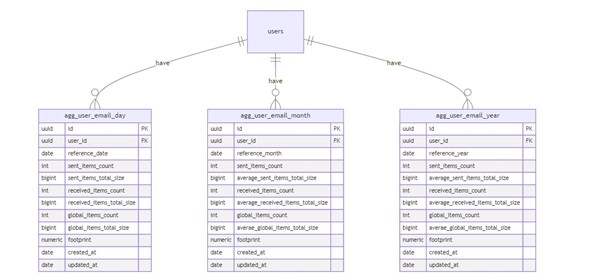 users
have
have
have
agg_user_email_day
uuid id PK
uuid user_id FK
date reference_date
int sent_items_count
bigint sent_items_total_size
int received_items_count
bigint received_items_total_size
int global_items_count
bigint global_items_total_size
numeric footprint
date created_at
date updated_at
agg_user_email_month
uuid id PK
uuid user_id FK
date reference_month
int sent_items_count
bigint average_sent_items_total_size
int received_items_count
bigint average_received_items_total_size
int global_items_count
bigint averae_global_items_total_size
numeric footprint
date created_at
date updated_at
agg_user_email_year
uuid id PK
uuid user_id FK
date reference_year
int sent_items_count
bigint average_sent_items_total_size
int received_items_count
bigint average_received_items_total_size
int global_items_count
bigint averae_global_items_total_size
numeric footprint
date created_at
date updated_at